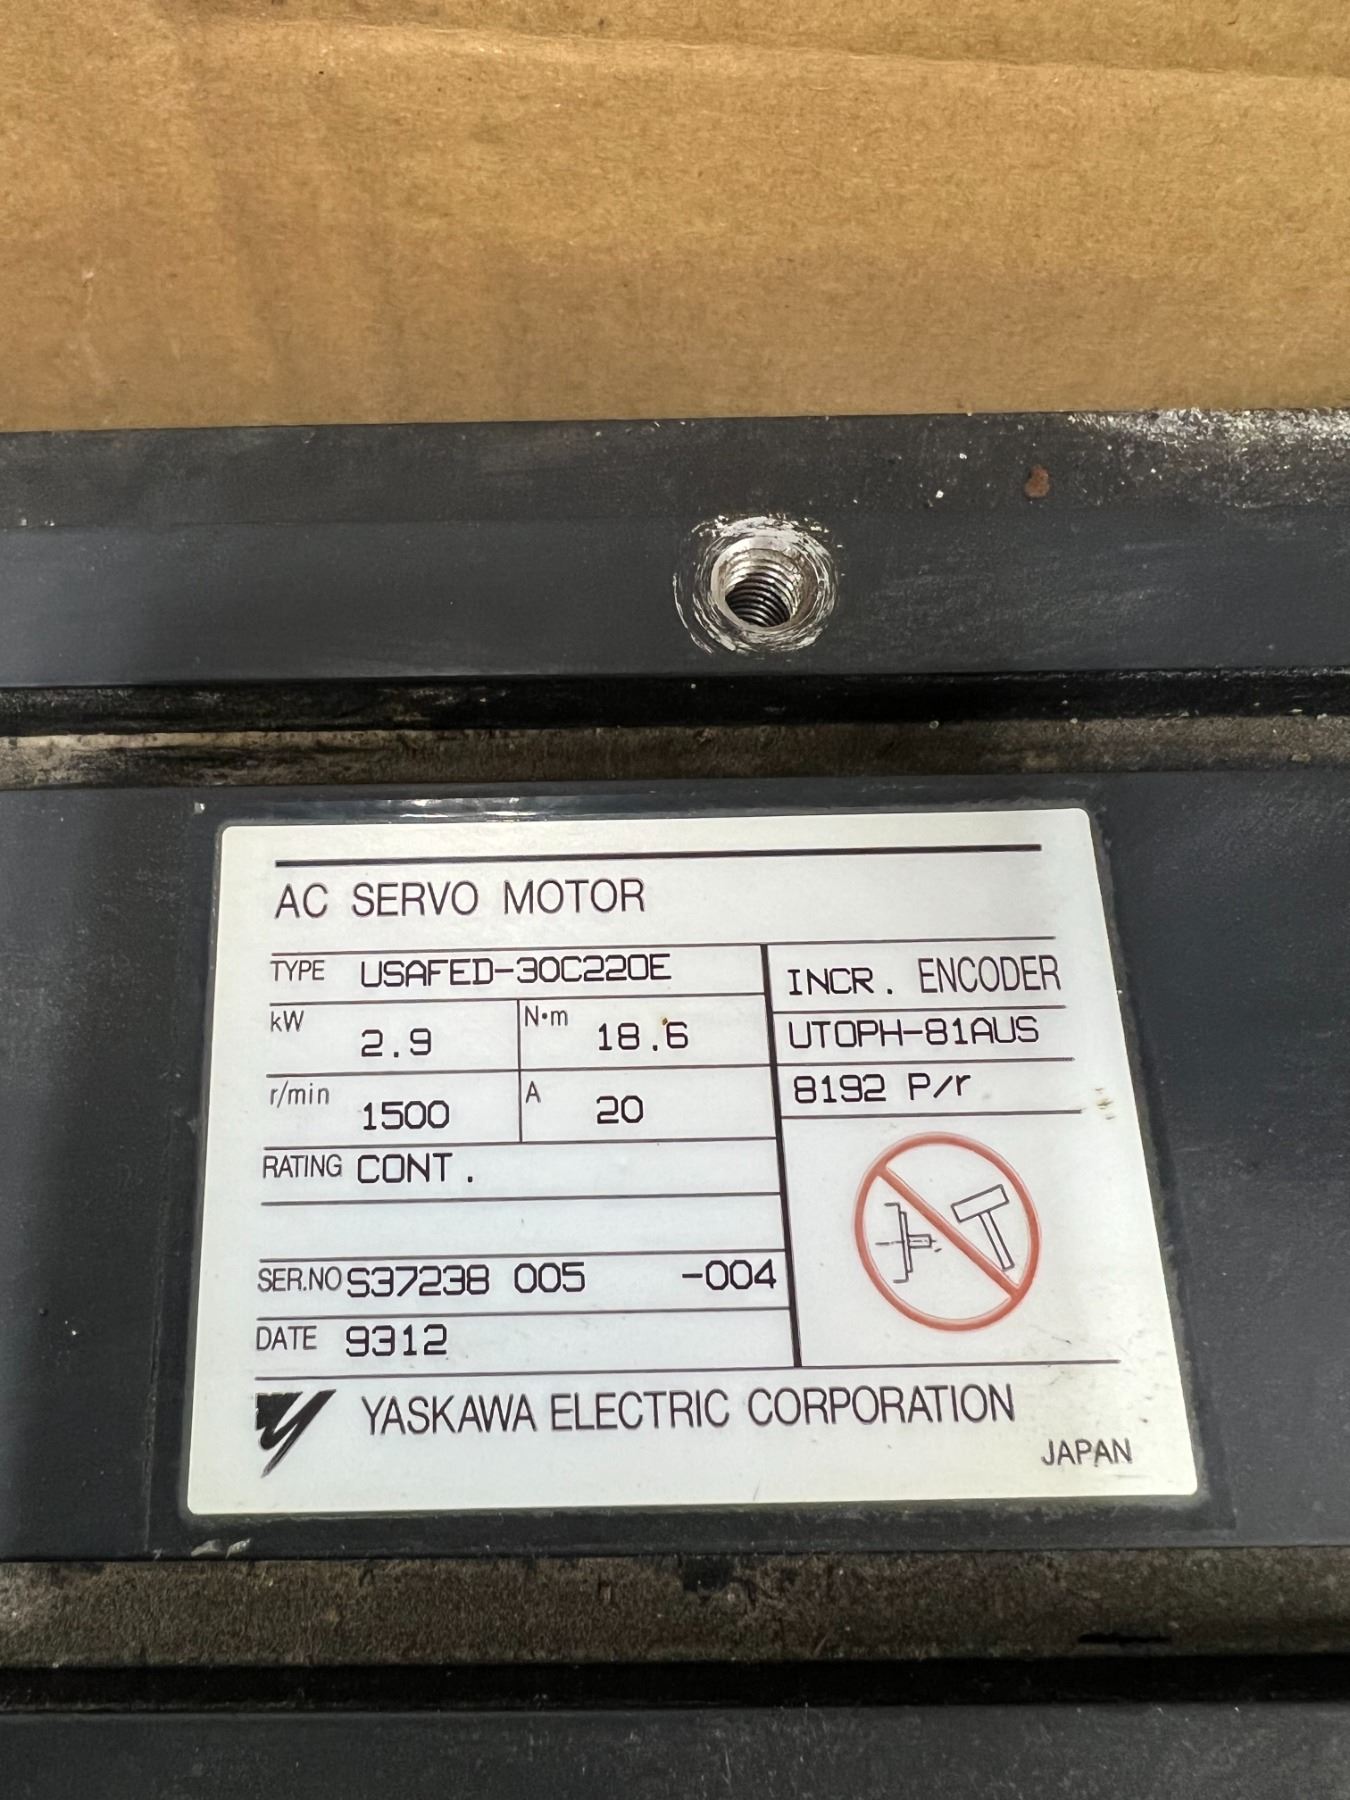 AC SERVO MOTOR
TYPE USAFED-30C220E
INCR. ENCODER
kW 2.9 N•m 18.6
UTOPH-81AUS
r/min 1500 A 20
8192 P/r
RATING CONT.
SER.NO S37238 005 -004
DATE 9312
YASKAWA ELECTRIC CORPORATION
JAPAN